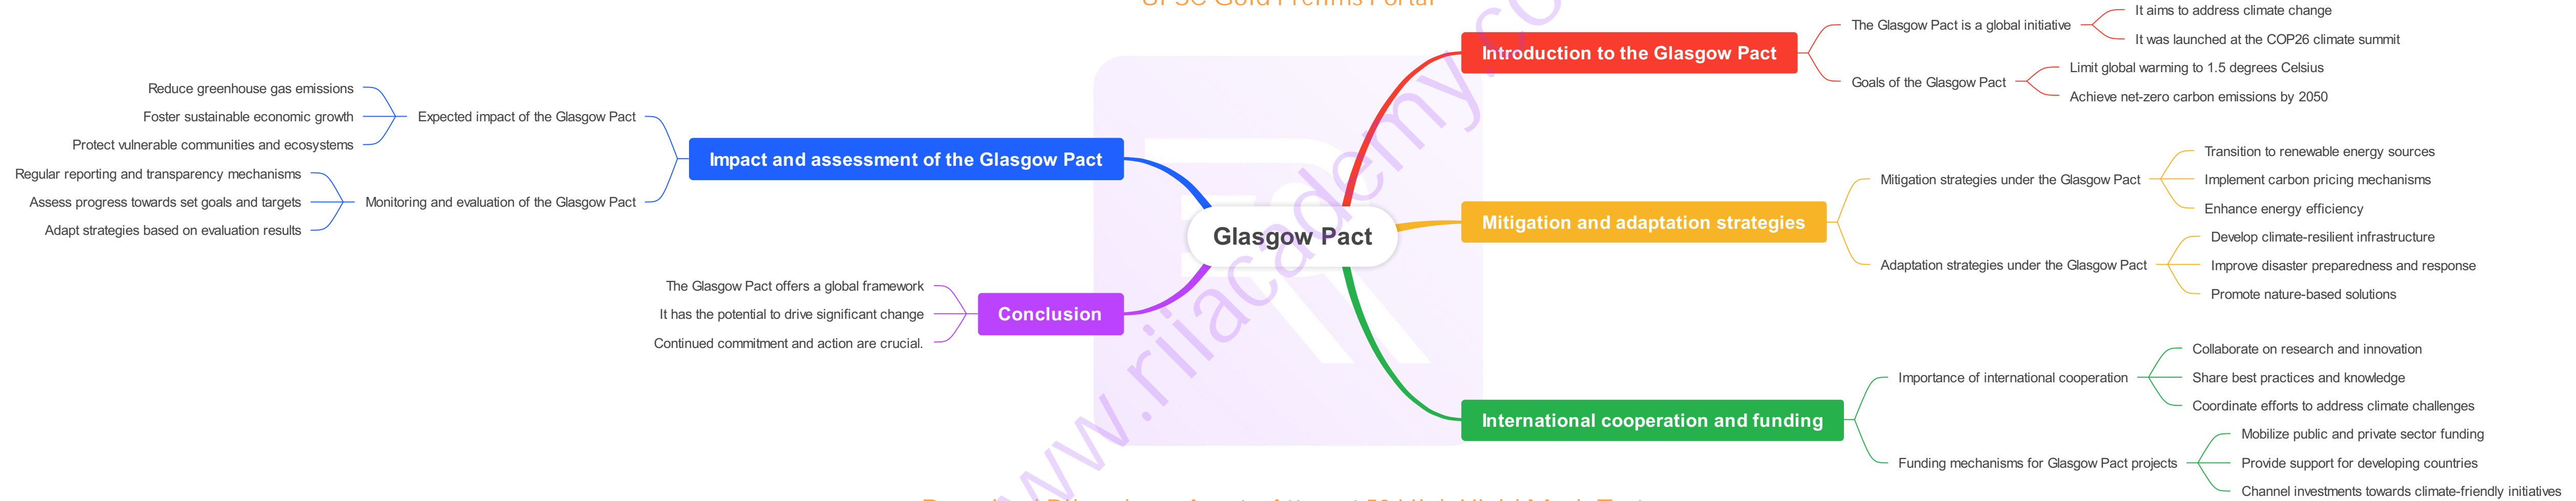 Glasgow Pact
Introduction to the Glasgow Pact
The Glasgow Pact is a global initiative
It aims to address climate change
It was launched at the COP26 climate summit
Goals of the Glasgow Pact
Limit global warming to 1.5 degrees Celsius
Achieve net-zero carbon emissions by 2050
Mitigation and adaptation strategies
Mitigation strategies under the Glasgow Pact
Transition to renewable energy sources
Implement carbon pricing mechanisms
Enhance energy efficiency
Adaptation strategies under the Glasgow Pact
Develop climate-resilient infrastructure
Improve disaster preparedness and response
Promote nature-based solutions
International cooperation and funding
Importance of international cooperation
Collaborate on research and innovation
Share best practices and knowledge
Coordinate efforts to address climate challenges
Funding mechanisms for Glasgow Pact projects
Mobilize public and private sector funding
Provide support for developing countries
Channel investments towards climate-friendly initiatives
Impact and assessment of the Glasgow Pact
Expected impact of the Glasgow Pact
Reduce greenhouse gas emissions
Foster sustainable economic growth
Protect vulnerable communities and ecosystems
Monitoring and evaluation of the Glasgow Pact
Regular reporting and transparency mechanisms
Assess progress towards set goals and targets
Adapt strategies based on evaluation results
Conclusion
The Glasgow Pact offers a global framework
It has the potential to drive significant change
Continued commitment and action are crucial.